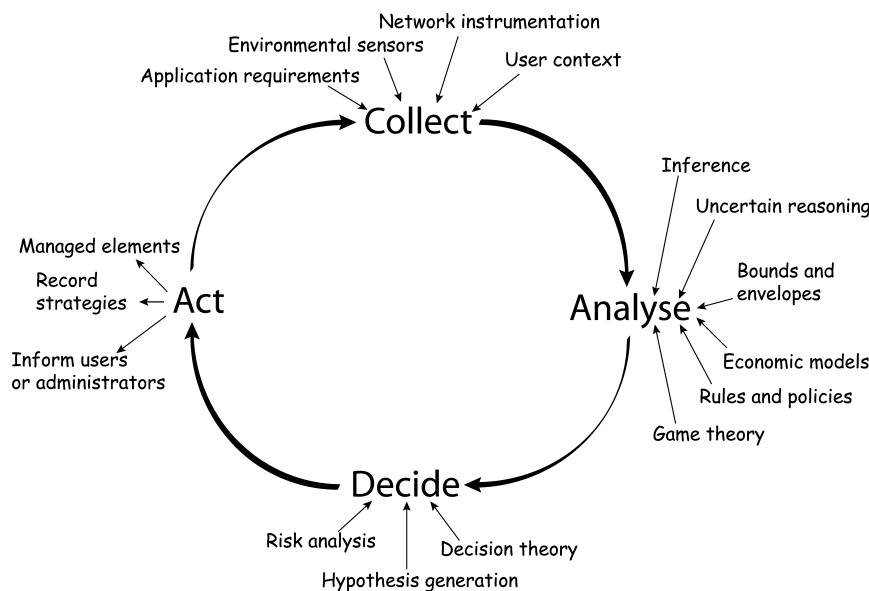 Network instrumentation
Environmental sensors
User context
Application requirements
Collect
Inference
Uncertain reasoning
Managed elements
Bounds and
envelopes
Record
strategies
Act
Analyse
Inform users
or administrators
Economic models
Rules and policies
Game theory
Decide
Risk analysis
Decision theory
Hypothesis generation